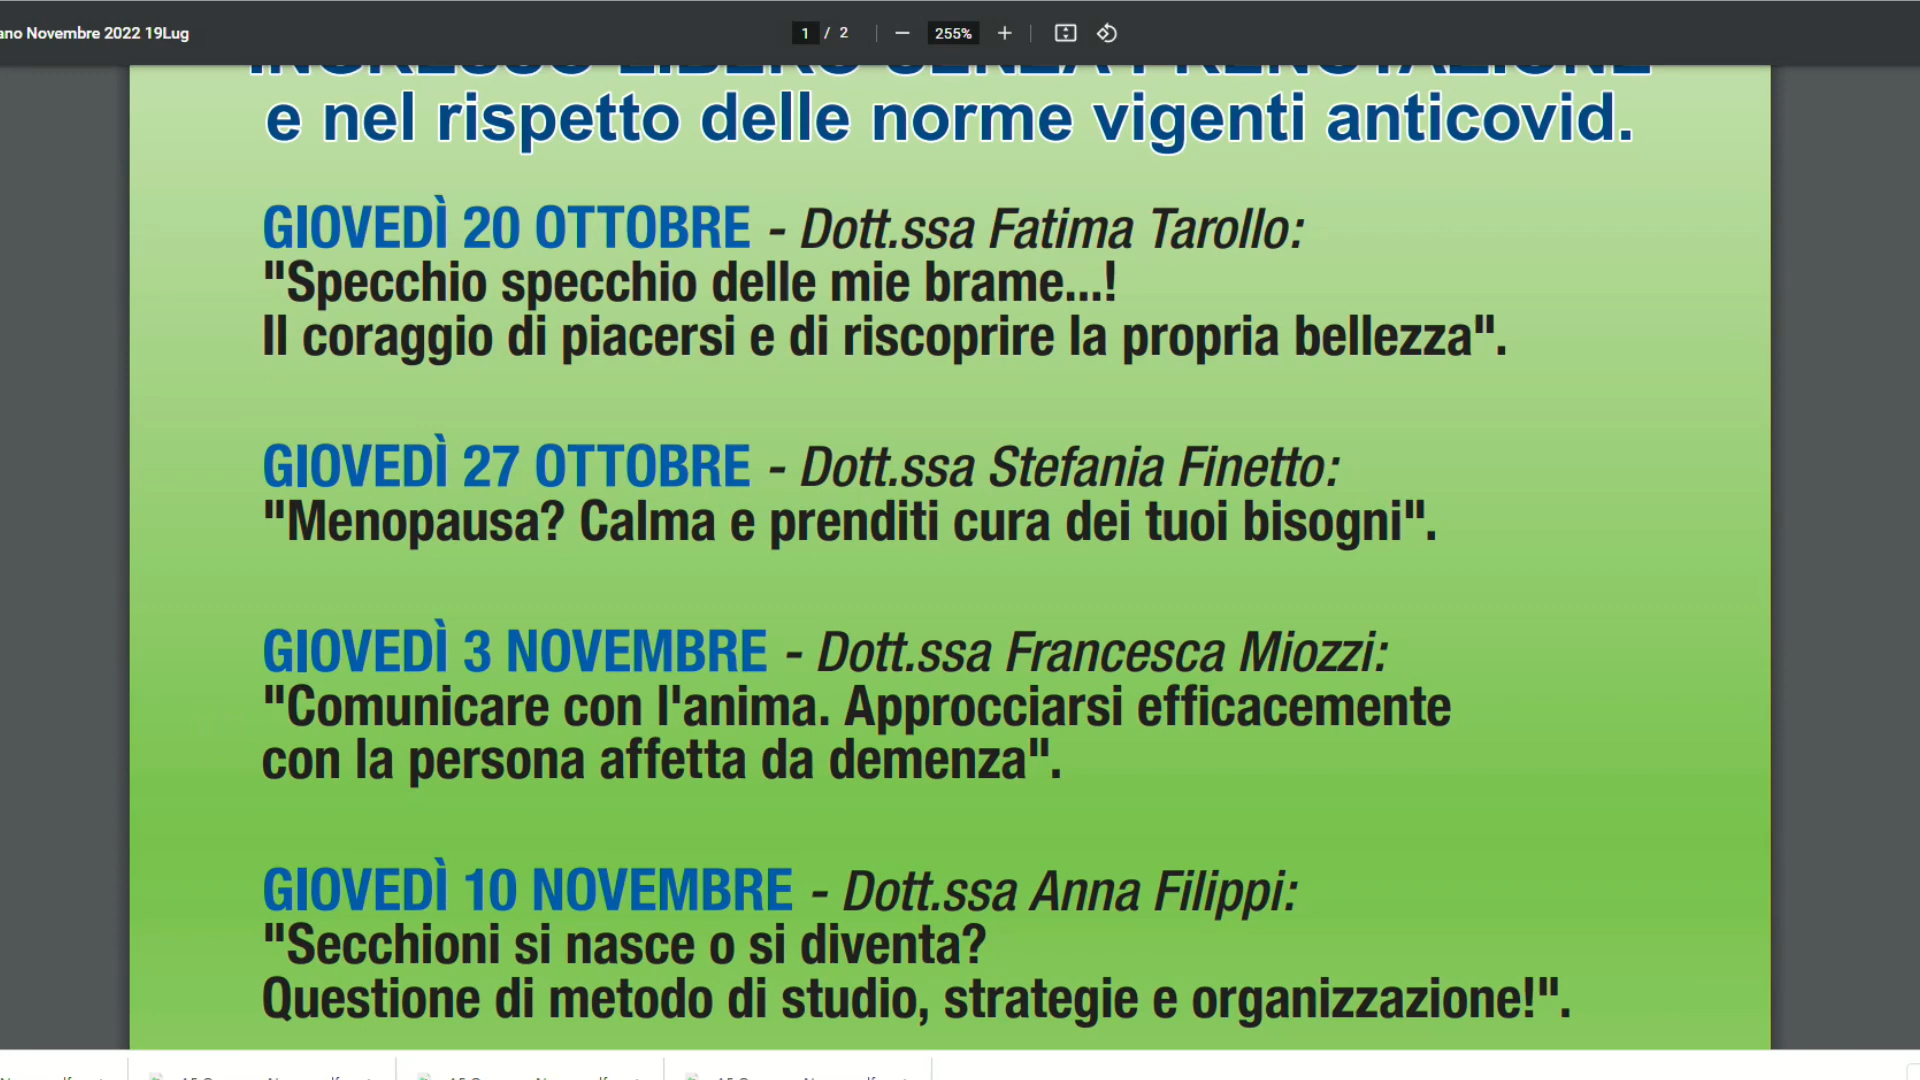 ano Novembre 2022 19Lug
1 / 2
255%
INGRESSO LIBERO SENZA PRENOTAZIONE
e nel rispetto delle norme vigenti anticovid.
GIOVEDÌ 20 OTTOBRE - Dott.ssa Fatima Tarollo:
"Specchio specchio delle mie brame...!
Il coraggio di piacersi e di riscoprire la propria bellezza".
GIOVEDÌ 27 OTTOBRE - Dott.ssa Stefania Finetto:
"Menopausa? Calma e prenditi cura dei tuoi bisogni".
GIOVEDÌ 3 NOVEMBRE - Dott.ssa Francesca Miozzi:
"Comunicare con l'anima. Approcciarsi efficacemente
con la persona affetta da demenza".
GIOVEDÌ 10 NOVEMBRE - Dott.ssa Anna Filippi:
"Secchioni si nasce o si diventa?
Questione di metodo di studio, strategie e organizzazione!".